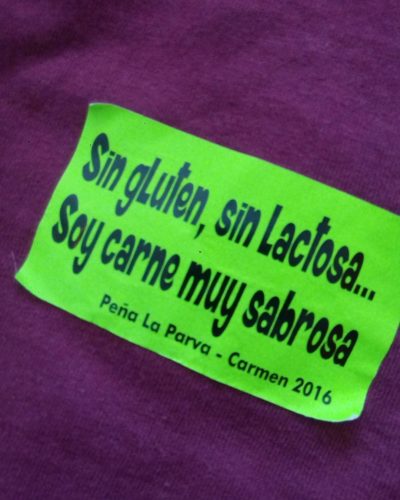 Sin gluten, sin Lactosa...
Soy carne muy sabrosa
Peña La Parva - Carmen 2016